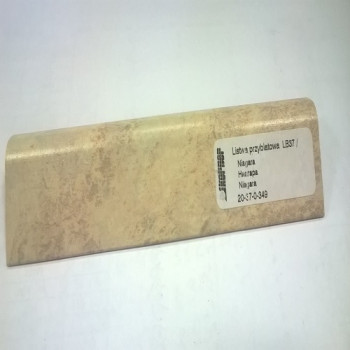 Listwa przyblatowa LB37 /
Niagara
Ниагара
Niagara
20-37-0-349